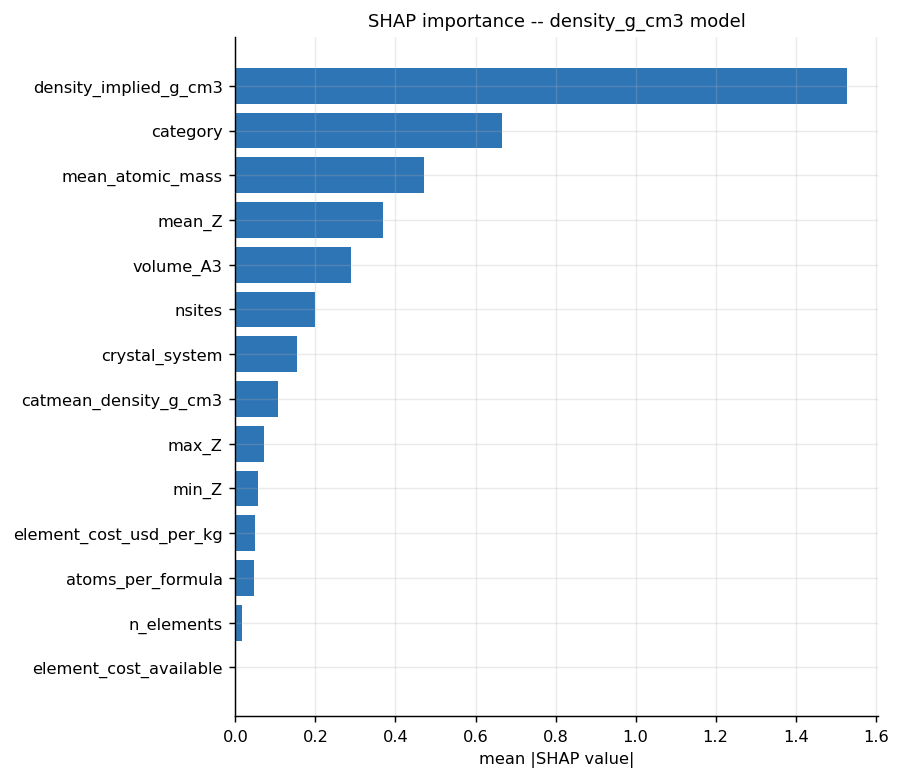 SHAP importance -- density_g_cm3 model
density_implied_g_cm3
category
mean_atomic_mass
mean_Z
volume_A3
nsites
crystal_system
catmean_density_g_cm3
max_Z
min_Z
element_cost_usd_per_kg
atoms_per_formula
n_elements
element_cost_available
0.0 0.2 0.4 0.6 0.8 1.0 1.2 1.4 1.6
mean |SHAP value|